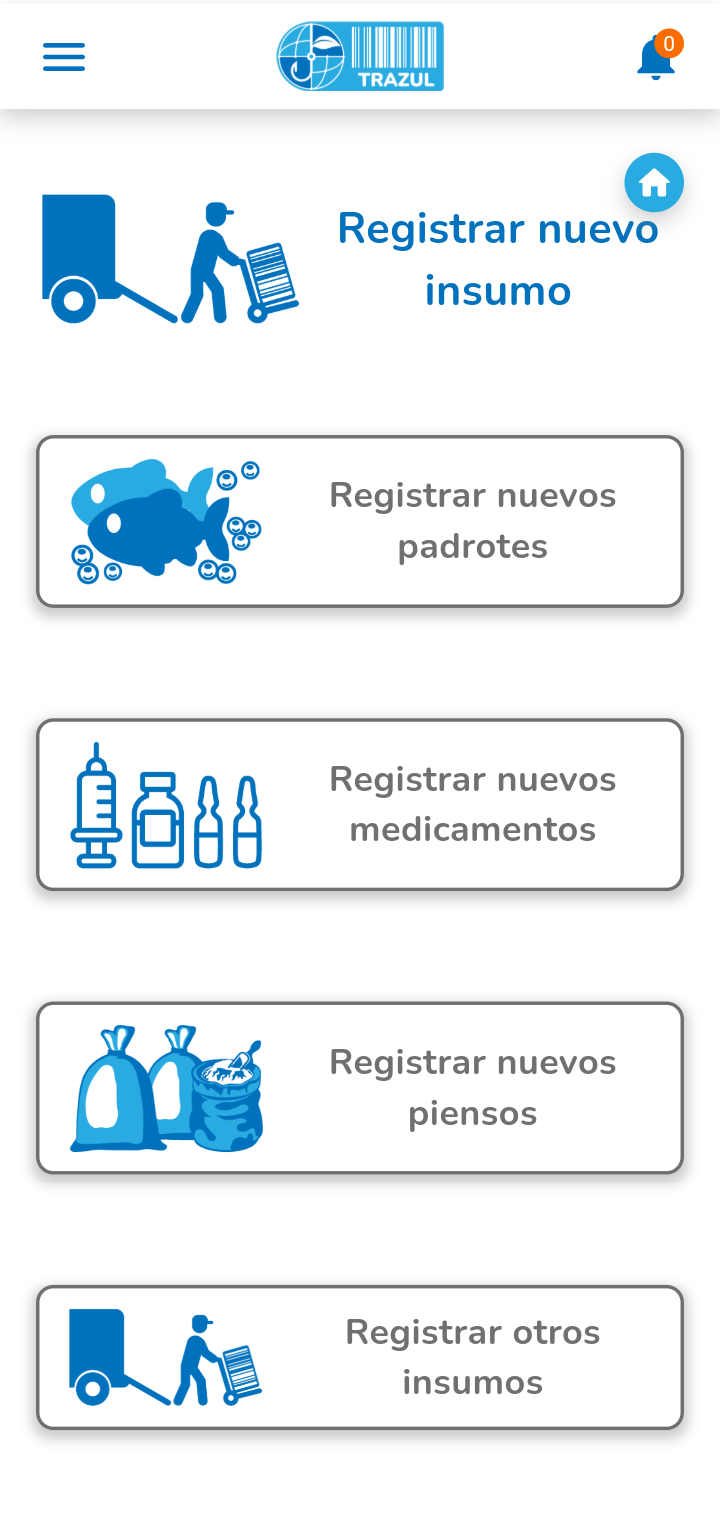 TRAZUL
0
Registrar nuevo
insumo
Registrar nuevos
padrotes
Registrar nuevos
medicamentos
Registrar nuevos
piensos
Registrar otros
insumos